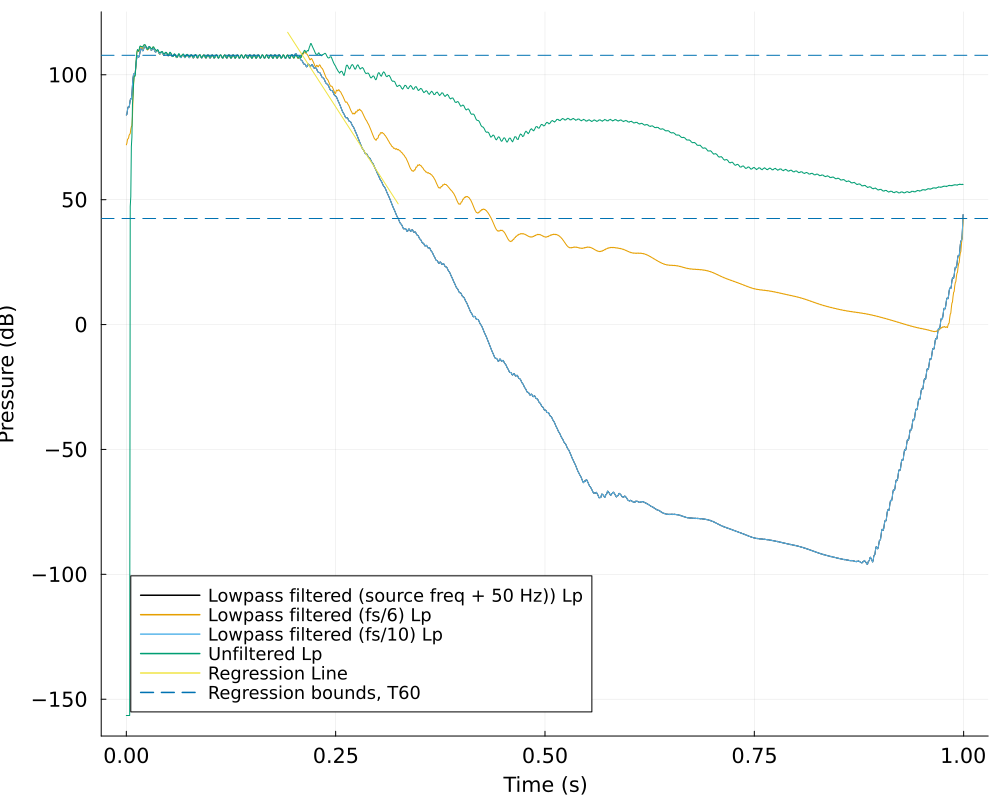 100
50
0
−50
−100
−150
Pressure (dB)
Lowpass filtered (source freq + 50 Hz)) Lp
Lowpass filtered (fs/6) Lp
Lowpass filtered (fs/10) Lp
Unfiltered Lp
Regression Line
Regression bounds, T60
0.00 0.25 0.50 0.75 1.00
Time (s)